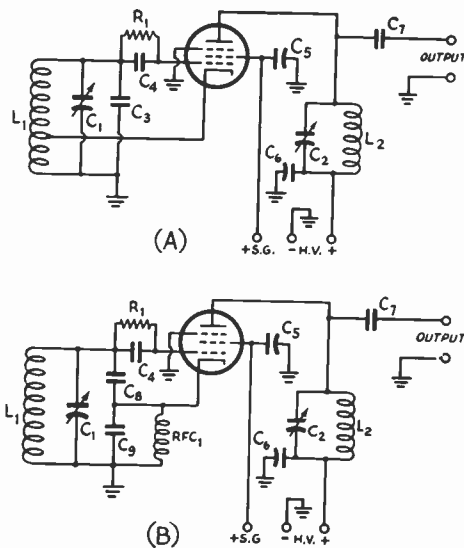 R1
C4
C5
C7
OUTPUT
L1
C1
C3
C6
C2
L2
+S.G.
- H.V. +
(A)
R1
C4
C5
C7
OUTPUT
L1
C1
C8
C9
RFC1
C6
C2
L2
+S.G
- H.V. +
(B)